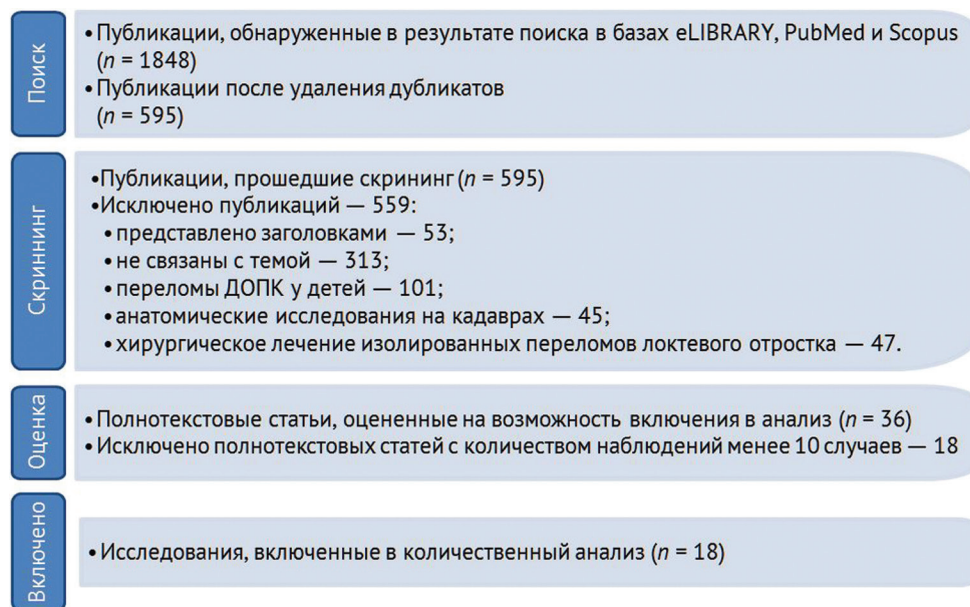 Поиск
• Публикации, обнаруженные в результате поиска в базах eLIBRARY, PubMed и Scopus
(n = 1848)
• Публикации после удаления дубликатов
(n = 595)
Скрининг
• Публикации, прошедшие скрининг (n = 595)
• Исключено публикаций — 559:
• представлено заголовками — 53;
• не связаны с темой — 313;
• переломы ДОПК у детей — 101;
• анатомические исследования на кадаврах — 45;
• хирургическое лечение изолированных переломов локтевого отростка — 47.
Оценка
• Полнотекстовые статьи, оцененные на возможность включения в анализ (n = 36)
• Исключено полнотекстовых статей с количеством наблюдений менее 10 случаев — 18
Включено
• Исследования, включенные в количественный анализ (n = 18)